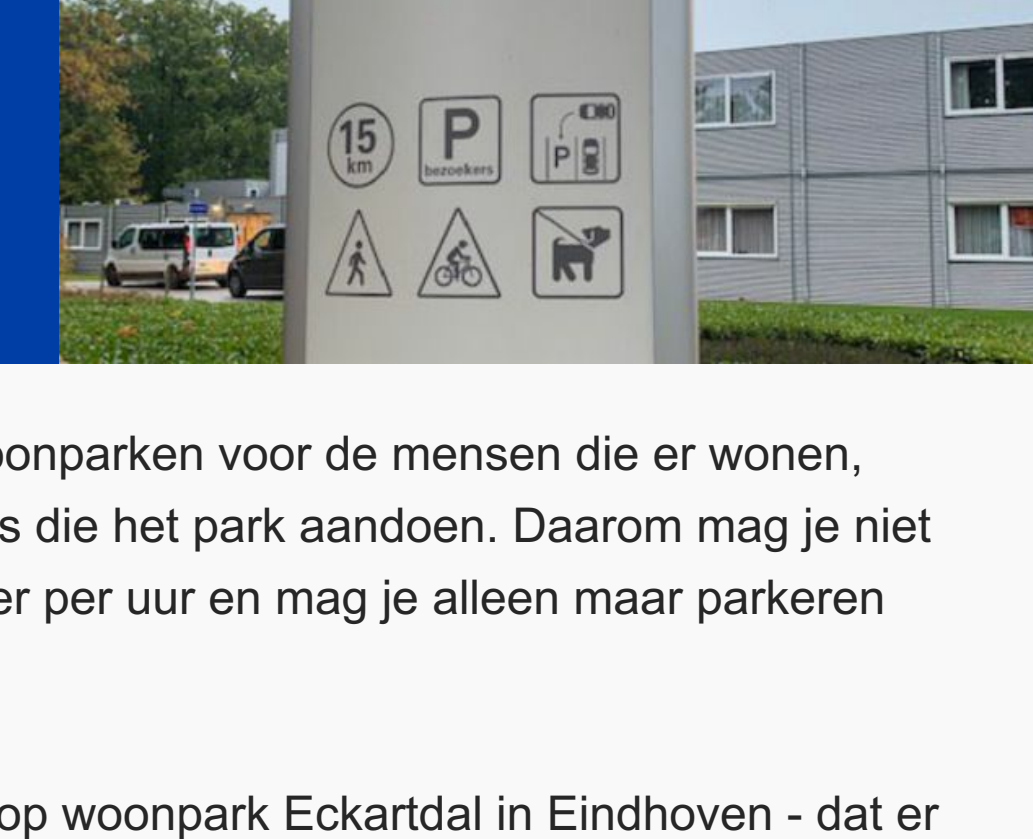 15
km
P
bezoekers
P
onparken voor de mensen die er wonen,
s die het park aandoen. Daarom mag je niet
er per uur en mag je alleen maar parkeren
op woonpark Eckartdal in Eindhoven - dat er